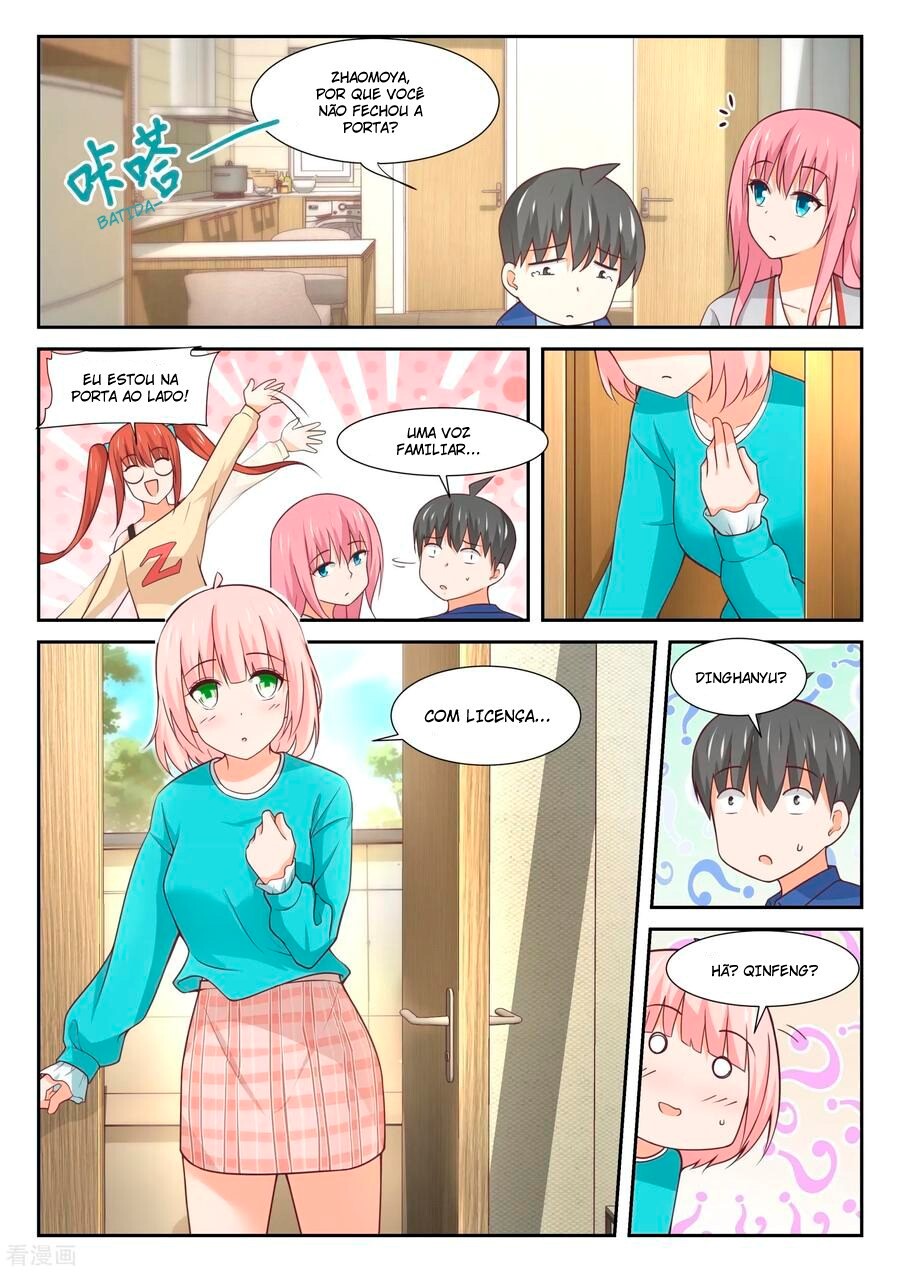 ZHAOMOYA,
POR QUE VOCÊ
NÃO FECHOU A
PORTA?
咔嗒
BATIDA-
EU ESTOU NA
PORTA AO LADO!
UMA VOZ
FAMILIAR...
Z
COM LICENÇA...
DINGHANYU?
HÃ? QINFENG?
看漫画